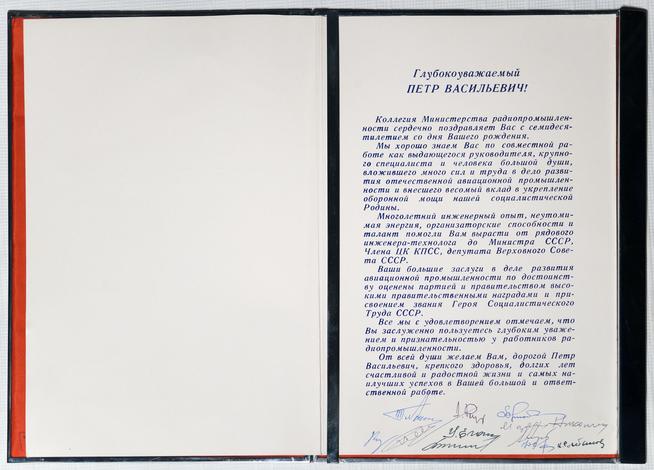 Глубокоуважаемый
ПЕТР ВАСИЛЬЕВИЧ!
Коллегия Министерства радиопромышлен-
ности сердечно поздравляет Вас с семидеся-
тилетием со дня Вашего рождения.
Мы хорошо знаем Вас по совместной ра-
боте как выдающегося руководителя, крупно-
го специалиста и человека большой души,
вложившего много сил и труда в дело разви-
тия отечественной авиационной промышлен-
ности и внесшего весомый вклад в укрепление
оборонной мощи нашей социалистической
Родины.
Многолетний инженерный опыт, неутоми-
мая энергия, организаторские способности и
талант помогли Вам вырасти от рядового
инженера-технолога до Министра СССР,
Члена ЦК КПСС, депутата Верховного Сове-
та СССР.
Ваши большие заслуги в деле развития
авиационной промышленности по достоинст-
ву оценены партией и правительством высо-
кими правительственными наградами и при-
своением звания Героя Социалистического
Труда СССР.
Все мы с удовлетворением отмечаем, что
Вы заслуженно пользуетесь глубоким уваже-
нием и признательностью у работников ра-
диопромышленности.
От всей души желаем Вам, дорогой Петр
Васильевич, крепкого здоровья, долгих лет
счастливой и радостной жизни и самых на-
илучших успехов в Вашей большой и ответ-
ственной работе.